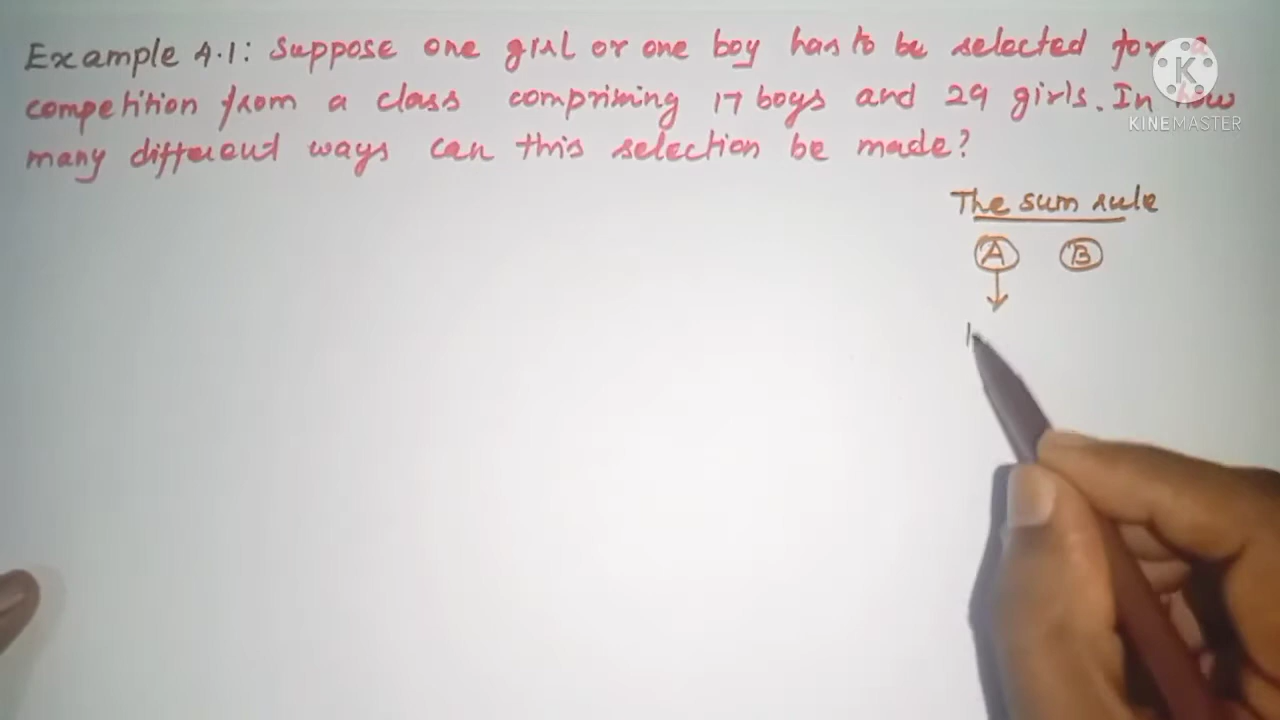 Example 4.1: Suppose one girl or one boy has to be selected for a
competition from a class comprising 17 boys and 29 girls. In how
many different ways can this selection be made?
K
KINEMASTER
The sum rule
A B